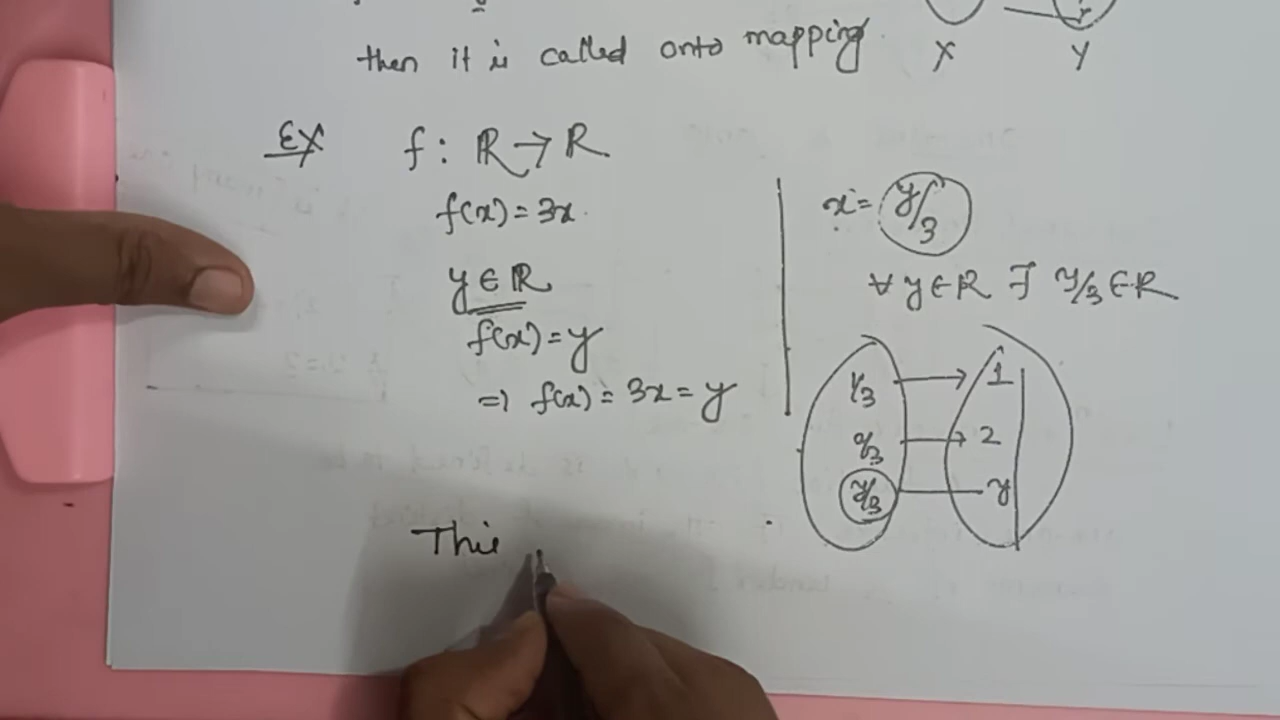 then it is called onto mapping
X Y
Ex f: ℝ → R
f(x) = 3x
y ∈ ℝ
f(x) = y
=) f(x) = 3x = y
x = y/3
∀ y ∈ R ∃ y/3 ∈ R
1/3 1
2/3 2
y/3 y
This